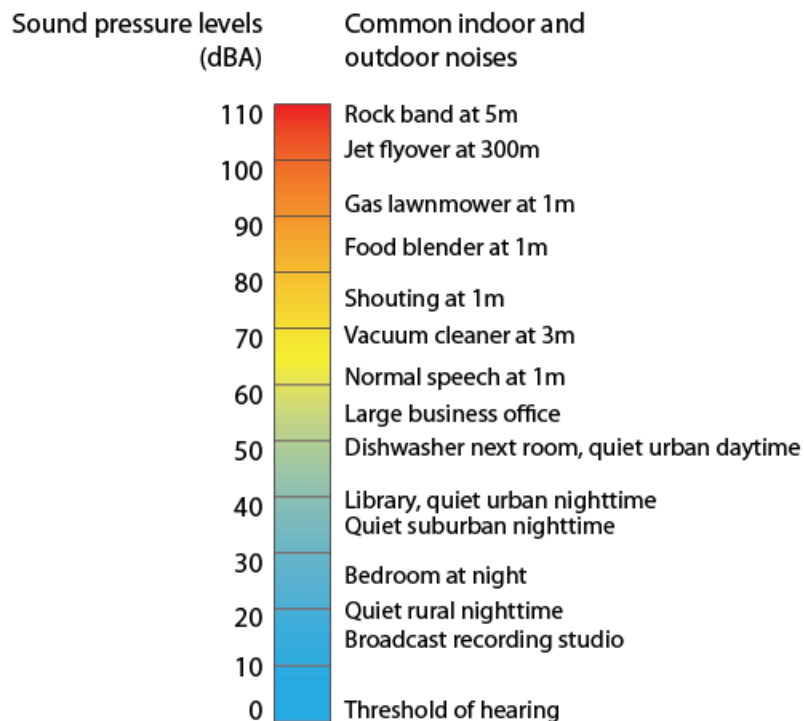 Sound pressure levels
(dBA)
Common indoor and
outdoor noises
110
Rock band at 5m
Jet flyover at 300m
100
Gas lawnmower at 1m
90
Food blender at 1m
80
Shouting at 1m
70
Vacuum cleaner at 3m
Normal speech at 1m
60
Large business office
50
Dishwasher next room, quiet urban daytime
40
Library, quiet urban nighttime
Quiet suburban nighttime
30
Bedroom at night
20
Quiet rural nighttime
Broadcast recording studio
10
0
Threshold of hearing